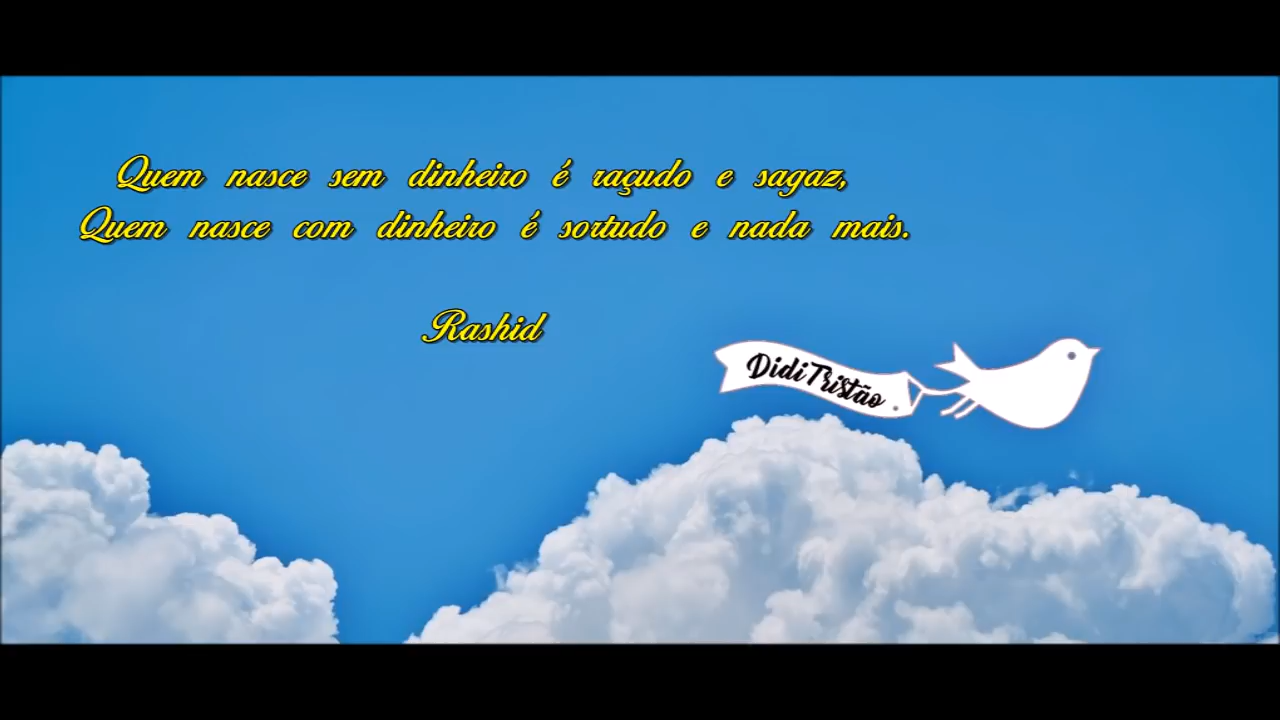 Quem nasce sem dinheiro é raçudo e sagaz,
Quem nasce com dinheiro é sortudo e nada mais.
Rashid
DidiTristão